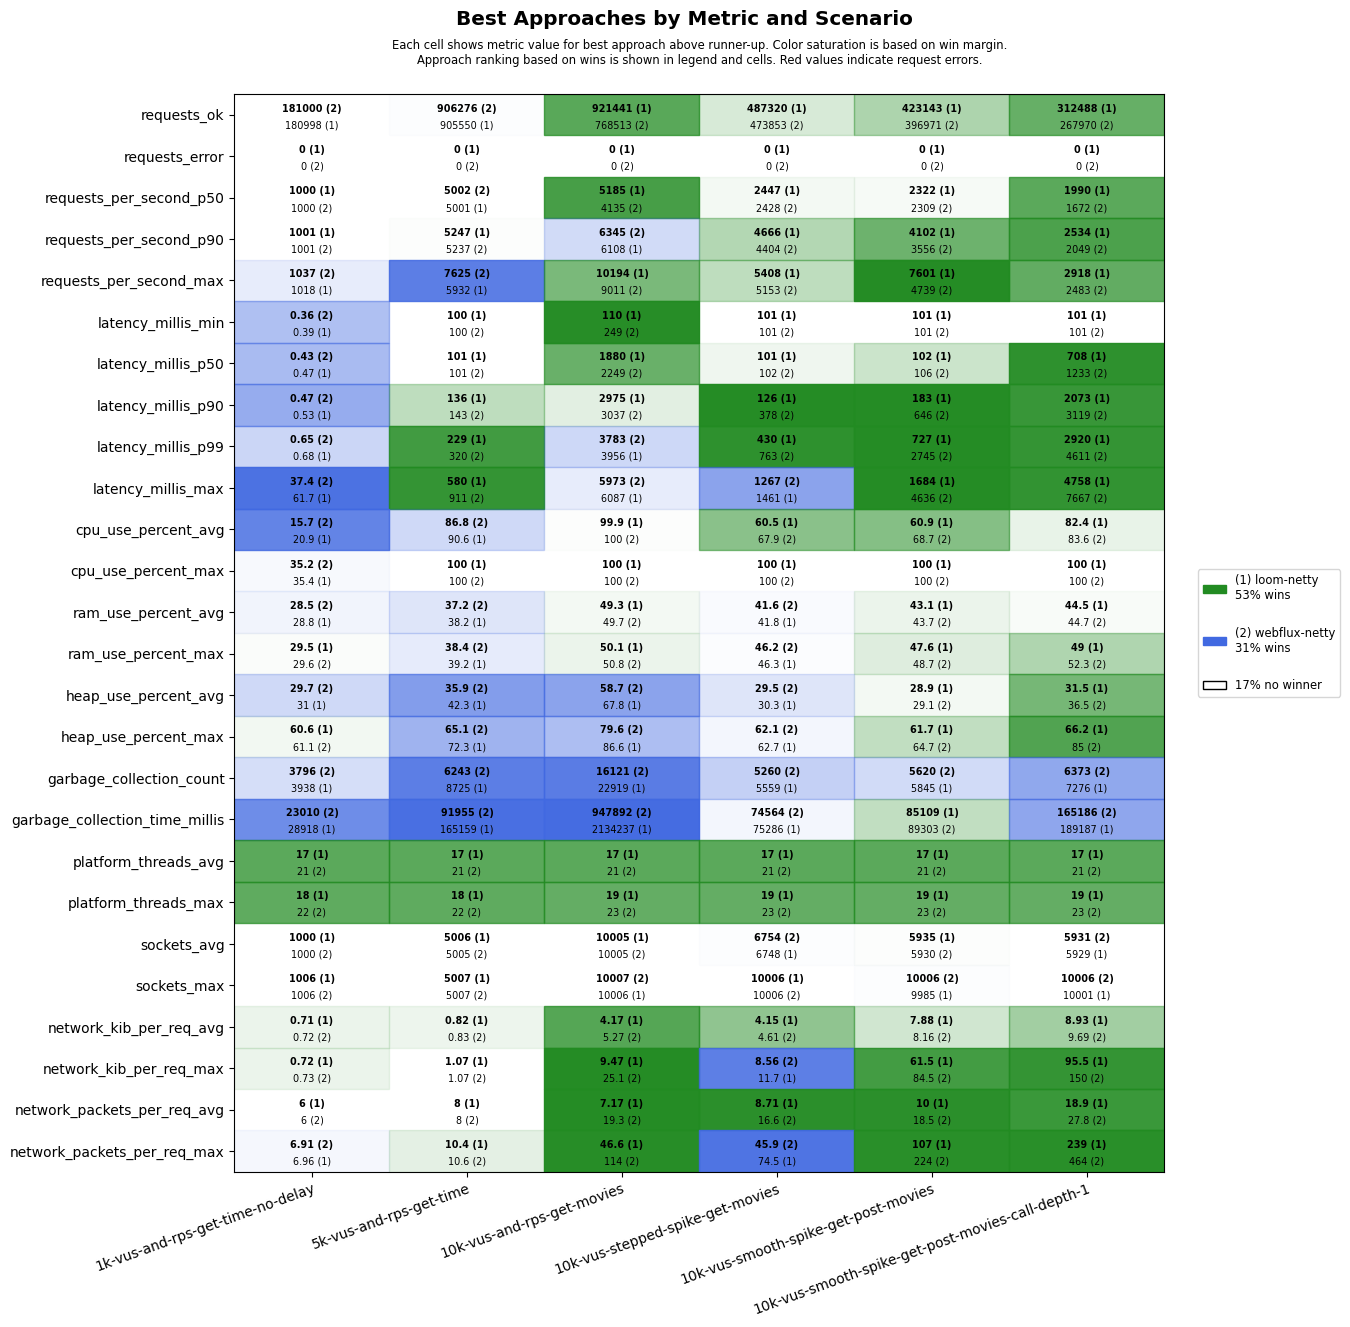 Best Approaches by Metric and Scenario
Each cell shows metric value for best approach above runner-up. Color saturation is based on win margin.
Approach ranking based on wins is shown in legend and cells. Red values indicate request errors.
requests_ok
181000 (2) 906276 (2) 921441 (1) 487320 (1) 423143 (1) 312488 (1)
180998 (1) 905550 (1) 768513 (2) 473853 (2) 396971 (2) 267970 (2)
requests_error
0 (1) 0 (1) 0 (1) 0 (1) 0 (1) 0 (1)
0 (2) 0 (2) 0 (2) 0 (2) 0 (2) 0 (2)
requests_per_second_p50
1000 (1) 5002 (2) 5185 (1) 2447 (1) 2322 (1) 1990 (1)
1000 (2) 5001 (1) 4135 (2) 2428 (2) 2309 (2) 1672 (2)
requests_per_second_p90
1001 (1) 5247 (1) 6345 (2) 4666 (1) 4102 (1) 2534 (1)
1001 (2) 5237 (2) 6108 (1) 4404 (2) 3556 (2) 2049 (2)
requests_per_second_max
1037 (2) 7625 (2) 10194 (1) 5408 (1) 7601 (1) 2918 (1)
1018 (1) 5932 (1) 9011 (2) 5153 (2) 4739 (2) 2483 (2)
latency_millis_min
0.36 (2) 100 (1) 110 (1) 101 (1) 101 (1) 101 (1)
0.39 (1) 100 (2) 249 (2) 101 (2) 101 (2) 101 (2)
latency_millis_p50
0.43 (2) 101 (1) 1880 (1) 101 (1) 102 (1) 708 (1)
0.47 (1) 101 (2) 2249 (2) 102 (2) 106 (2) 1233 (2)
latency_millis_p90
0.47 (2) 136 (1) 2975 (1) 126 (1) 183 (1) 2073 (1)
0.53 (1) 143 (2) 3037 (2) 378 (2) 646 (2) 3119 (2)
latency_millis_p99
0.65 (2) 229 (1) 3783 (2) 430 (1) 727 (1) 2920 (1)
0.68 (1) 320 (2) 3956 (1) 763 (2) 2745 (2) 4611 (2)
latency_millis_max
37.4 (2) 580 (1) 5973 (2) 1267 (2) 1684 (1) 4758 (1)
61.7 (1) 911 (2) 6087 (1) 1461 (1) 4636 (2) 7667 (2)
cpu_use_percent_avg
15.7 (2) 86.8 (2) 99.9 (1) 60.5 (1) 60.9 (1) 82.4 (1)
20.9 (1) 90.6 (1) 100 (2) 67.9 (2) 68.7 (2) 83.6 (2)
cpu_use_percent_max
35.2 (2) 100 (1) 100 (1) 100 (1) 100 (1) 100 (1)
35.4 (1) 100 (2) 100 (2) 100 (2) 100 (2) 100 (2)
ram_use_percent_avg
28.5 (2) 37.2 (2) 49.3 (1) 41.6 (2) 43.1 (1) 44.5 (1)
28.8 (1) 38.2 (1) 49.7 (2) 41.8 (1) 43.7 (2) 44.7 (2)
ram_use_percent_max
29.5 (1) 38.4 (2) 50.1 (1) 46.2 (2) 47.6 (1) 49 (1)
29.6 (2) 39.2 (1) 50.8 (2) 46.3 (1) 48.7 (2) 52.3 (2)
heap_use_percent_avg
29.7 (2) 35.9 (2) 58.7 (2) 29.5 (2) 28.9 (1) 31.5 (1)
31 (1) 42.3 (1) 67.8 (1) 30.3 (1) 29.1 (2) 36.5 (2)
heap_use_percent_max
60.6 (1) 65.1 (2) 79.6 (2) 62.1 (2) 61.7 (1) 66.2 (1)
61.1 (2) 72.3 (1) 86.6 (1) 62.7 (1) 64.7 (2) 85 (2)
garbage_collection_count
3796 (2) 6243 (2) 16121 (2) 5260 (2) 5620 (2) 6373 (2)
3938 (1) 8725 (1) 22919 (1) 5559 (1) 5845 (1) 7276 (1)
garbage_collection_time_millis
23010 (2) 91955 (2) 947892 (2) 74564 (2) 85109 (1) 165186 (2)
28918 (1) 165159 (1) 2134237 (1) 75286 (1) 89303 (2) 189187 (1)
platform_threads_avg
17 (1) 17 (1) 17 (1) 17 (1) 17 (1) 17 (1)
21 (2) 21 (2) 21 (2) 21 (2) 21 (2) 21 (2)
platform_threads_max
18 (1) 18 (1) 19 (1) 19 (1) 19 (1) 19 (1)
22 (2) 22 (2) 23 (2) 23 (2) 23 (2) 23 (2)
sockets_avg
1000 (1) 5006 (1) 10005 (1) 6754 (2) 5935 (1) 5931 (2)
1000 (2) 5005 (2) 10005 (2) 6748 (1) 5930 (2) 5929 (1)
sockets_max
1006 (1) 5007 (1) 10007 (2) 10006 (1) 10006 (2) 10006 (2)
1006 (2) 5007 (2) 10006 (1) 10006 (2) 9985 (1) 10001 (1)
network_kib_per_req_avg
0.71 (1) 0.82 (1) 4.17 (1) 4.15 (1) 7.88 (1) 8.93 (1)
0.72 (2) 0.83 (2) 5.27 (2) 4.61 (2) 8.16 (2) 9.69 (2)
network_kib_per_req_max
0.72 (1) 1.07 (1) 9.47 (1) 8.56 (2) 61.5 (1) 95.5 (1)
0.73 (2) 1.07 (2) 25.1 (2) 11.7 (1) 84.5 (2) 150 (2)
network_packets_per_req_avg
6 (1) 8 (1) 7.17 (1) 8.71 (1) 10 (1) 18.9 (1)
6 (2) 8 (2) 19.3 (2) 16.6 (2) 18.5 (2) 27.8 (2)
network_packets_per_req_max
6.91 (2) 10.4 (1) 46.6 (1) 45.9 (2) 107 (1) 239 (1)
6.96 (1) 10.6 (2) 114 (2) 74.5 (1) 224 (2) 464 (2)
1k-vus-and-rps-get-time-no-delay
5k-vus-and-rps-get-time
10k-vus-and-rps-get-movies
10k-vus-stepped-spike-get-movies
10k-vus-smooth-spike-get-post-movies
10k-vus-smooth-spike-get-post-movies-call-depth-1
(1) loom-netty
53% wins
(2) webflux-netty
31% wins
17% no winner